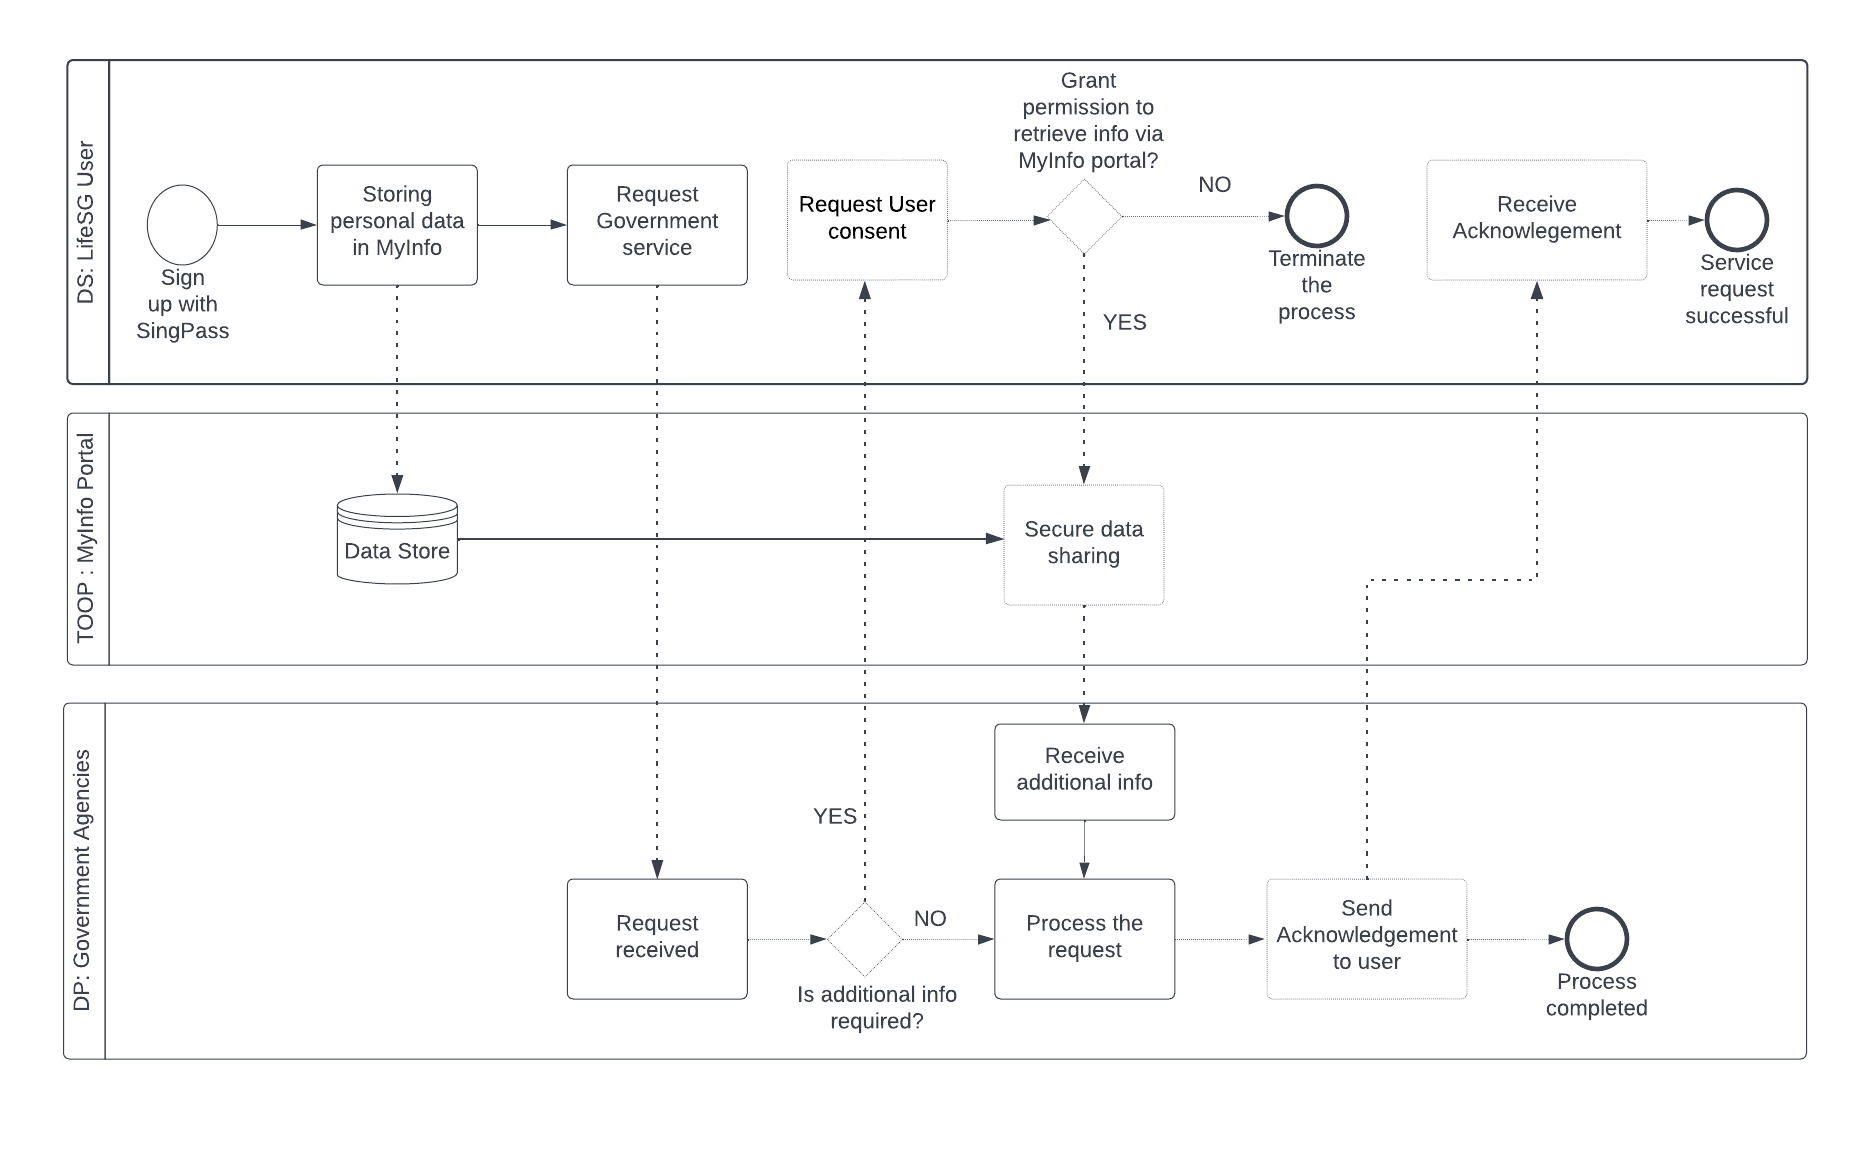 DS: LifeSG User
Sign
up with
SingPass
Storing
personal data
in MyInfo
Request
Government
service
Request User
consent
Grant
permission to
retrieve info via
MyInfo portal?
NO
YES
Terminate
the
process
Receive
Acknowlegement
Service
request
successful
TOOP : MyInfo Portal
Data Store
Secure data
sharing
DP: Government Agencies
Receive
additional info
YES
Request
received
NO
Is additional info
required?
Process the
request
Send
Acknowledgement
to user
Process
completed